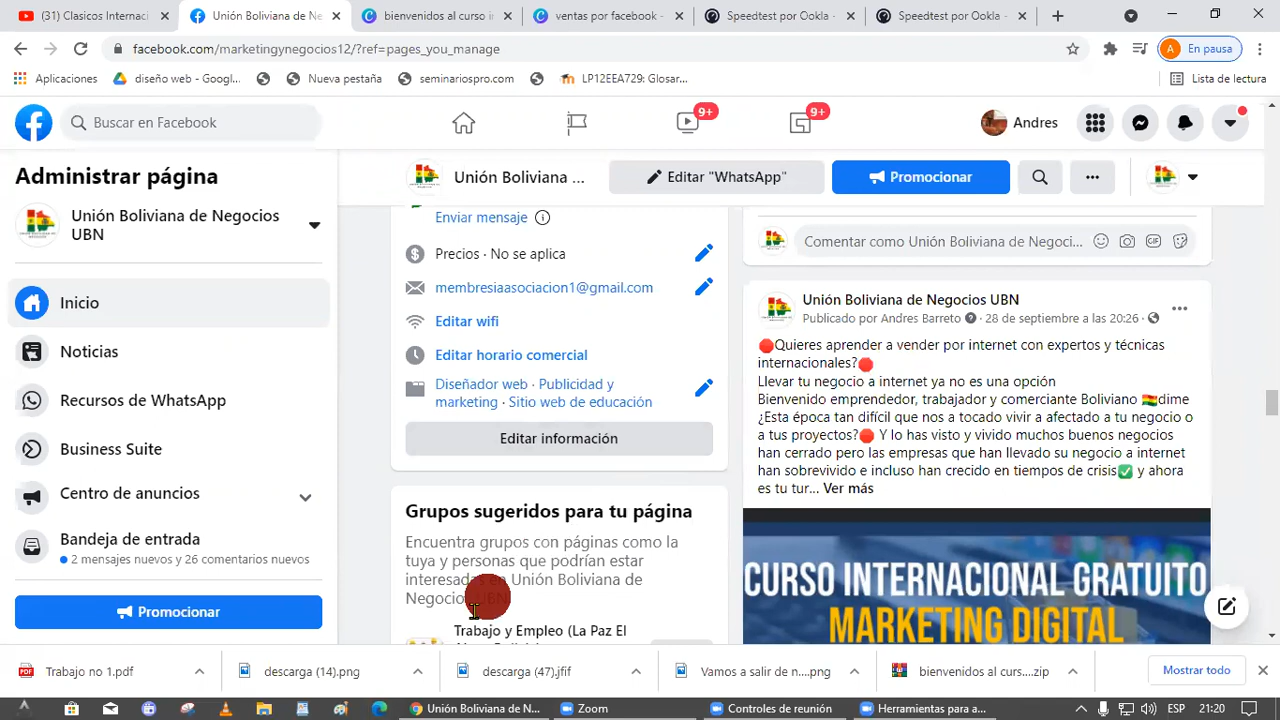 (31) Clasicos Internac
Unión Boliviana de Ne
bienvenidos al curso in
ventas por facebook -
Speedtest por Ookla -
Speedtest por Ookla -
facebook.com/marketingynegocios12/?ref=pages_you_manage
A En pausa
Aplicaciones
diseño web - Googl...
Nueva pestaña
seminariospro.com
LP12EEA729: Glosar...
Lista de lectura
Buscar en Facebook
9+
9+
Andres
Administrar página
Unión Boliviana de Negocios
UBN
Inicio
Noticias
Recursos de WhatsApp
Business Suite
Centro de anuncios
Bandeja de entrada
2 mensajes nuevos y 26 comentarios nuevos
Promocionar
Unión Boliviana ...
Editar "WhatsApp"
Promocionar
Enviar mensaje
Precios · No se aplica
membresiaasociacion1@gmail.com
Editar wifi
Editar horario comercial
Diseñador web · Publicidad y
marketing · Sitio web de educación
Editar información
Grupos sugeridos para tu página
Encuentra grupos con páginas como la
tuya y personas que podrían estar
interesadas en Unión Boliviana de
Negocios UBN.
Trabajo y Empleo (La Paz El
Comentar como Unión Boliviana de Negoci...
Unión Boliviana de Negocios UBN
Publicado por Andres Barreto · 28 de septiembre a las 20:26 ·
🛑Quieres aprender a vender por internet con expertos y técnicas
internacionales?🛑
Llevar tu negocio a internet ya no es una opción
Bienvenido emprendedor, trabajador y comerciante Boliviano 🇧🇴dime
¿Esta época tan difícil que nos a tocado vivir a afectado a tu negocio o
a tus proyectos?🛑 Y lo has visto y vivido muchos buenos negocios
han cerrado pero las empresas que han llevado su negocio a internet
han sobrevivido e incluso han crecido en tiempos de crisis✅ y ahora
es tu tur... Ver más
CURSO INTERNACIONAL GRATUITO
MARKETING DIGITAL
Trabajo no 1.pdf
descarga (14).png
descarga (47).jfif
Vamos a salir de n....png
bienvenidos al curs....zip
Mostrar todo
Unión Boliviana de N...
Zoom
Controles de reunión
Herramientas para a...
ESP
21:20